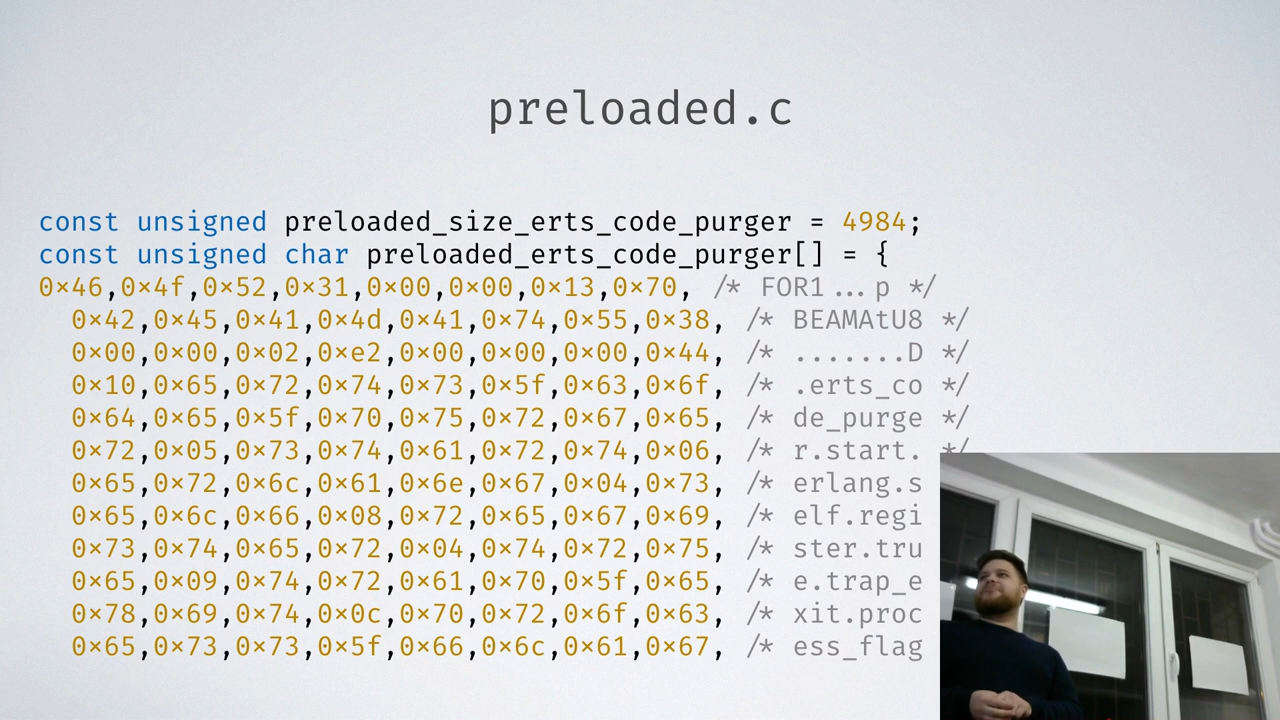 preloaded.c
const unsigned preloaded_size_erts_code_purger = 4984;
const unsigned char preloaded_erts_code_purger[] = {
0x46,0x4f,0x52,0x31,0x00,0x00,0x13,0x70, /* FOR1...p */
0x42,0x45,0x41,0x4d,0x41,0x74,0x55,0x38, /* BEAMAtU8 */
0x00,0x00,0x02,0xe2,0x00,0x00,0x00,0x44, /* .......D */
0x10,0x65,0x72,0x74,0x73,0x5f,0x63,0x6f, /* .erts_co */
0x64,0x65,0x5f,0x70,0x75,0x72,0x67,0x65, /* de_purge */
0x72,0x05,0x73,0x74,0x61,0x72,0x74,0x06, /* r.start. */
0x65,0x72,0x6c,0x61,0x6e,0x67,0x04,0x73, /* erlang.s
0x65,0x6c,0x66,0x08,0x72,0x65,0x67,0x69, /* elf.regi
0x73,0x74,0x65,0x72,0x04,0x74,0x72,0x75, /* ster.tru
0x65,0x09,0x74,0x72,0x61,0x70,0x5f,0x65, /* e.trap_e
0x78,0x69,0x74,0x0c,0x70,0x72,0x6f,0x63, /* xit.proc
0x65,0x73,0x73,0x5f,0x66,0x6c,0x61,0x67, /* ess_flag